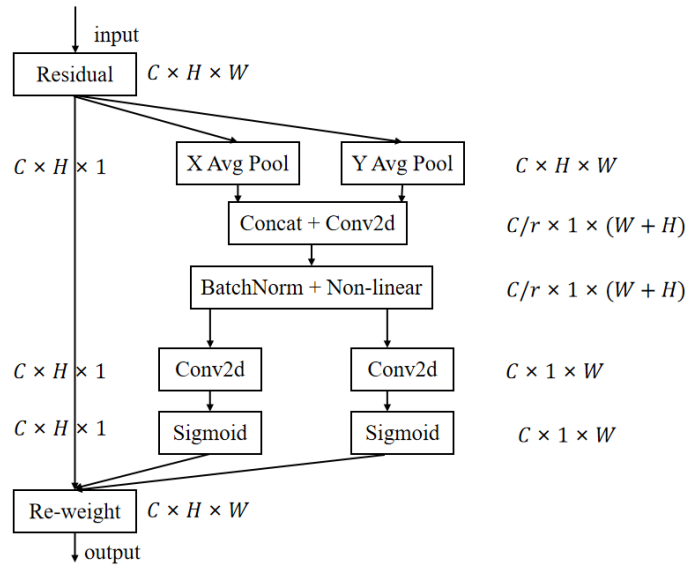 input
Residual C × H × W
C × H × 1 X Avg Pool Y Avg Pool C × H × W
Concat + Conv2d C/r × 1 × (W + H)
BatchNorm + Non-linear C/r × 1 × (W + H)
C × H × 1 Conv2d Conv2d C × 1 × W
C × H × 1 Sigmoid Sigmoid C × 1 × W
Re-weight C × H × W
output